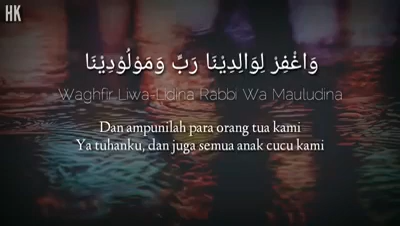 HK
وَاغْفِرْ لِوَالِدِيْنَا رَبِّ وَمَوْلُوْدِيْنَا
Waghfir Liwa Lidina Rabbi Wa Mauludina
Dan ampunilah para orang tua kami
Ya tuhanku, dan juga semua anak cucu kami